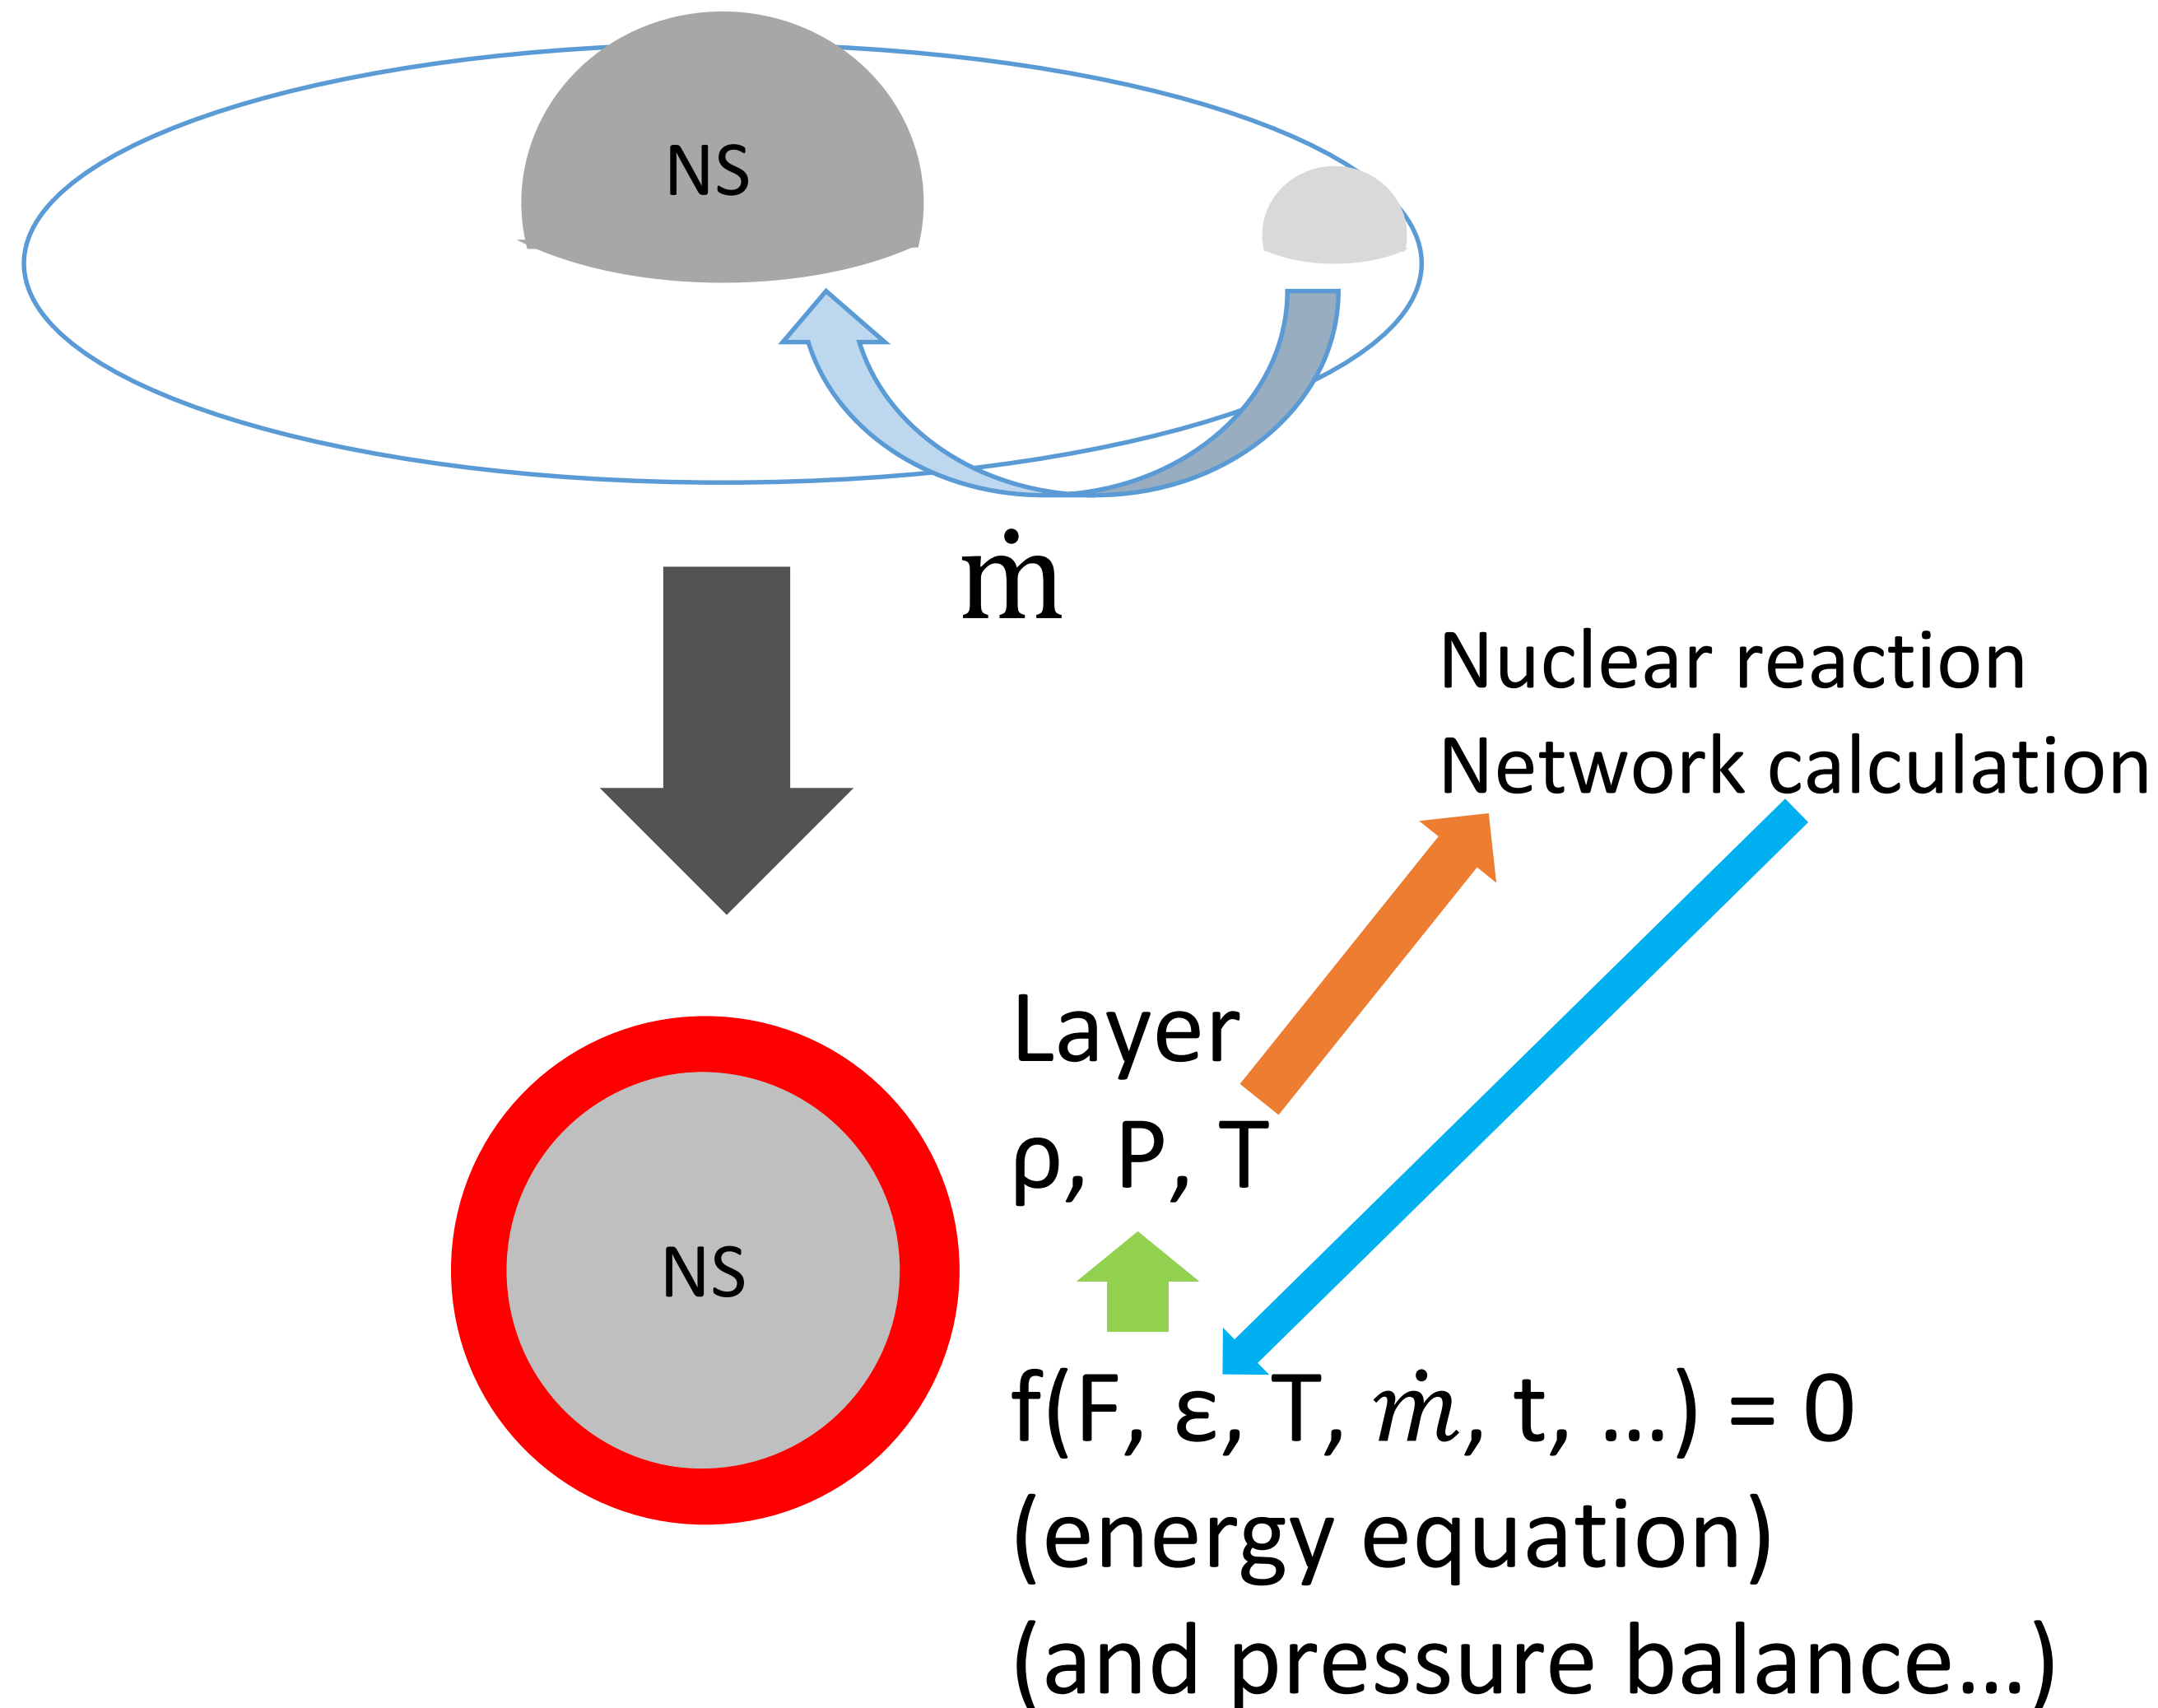 NS
ṁ
Nuclear reaction
Network calculation
Layer
ρ, P, T
NS
f(F, ε, T, ṁ, t, …) = 0
(energy equation)
(and pressure balance…)